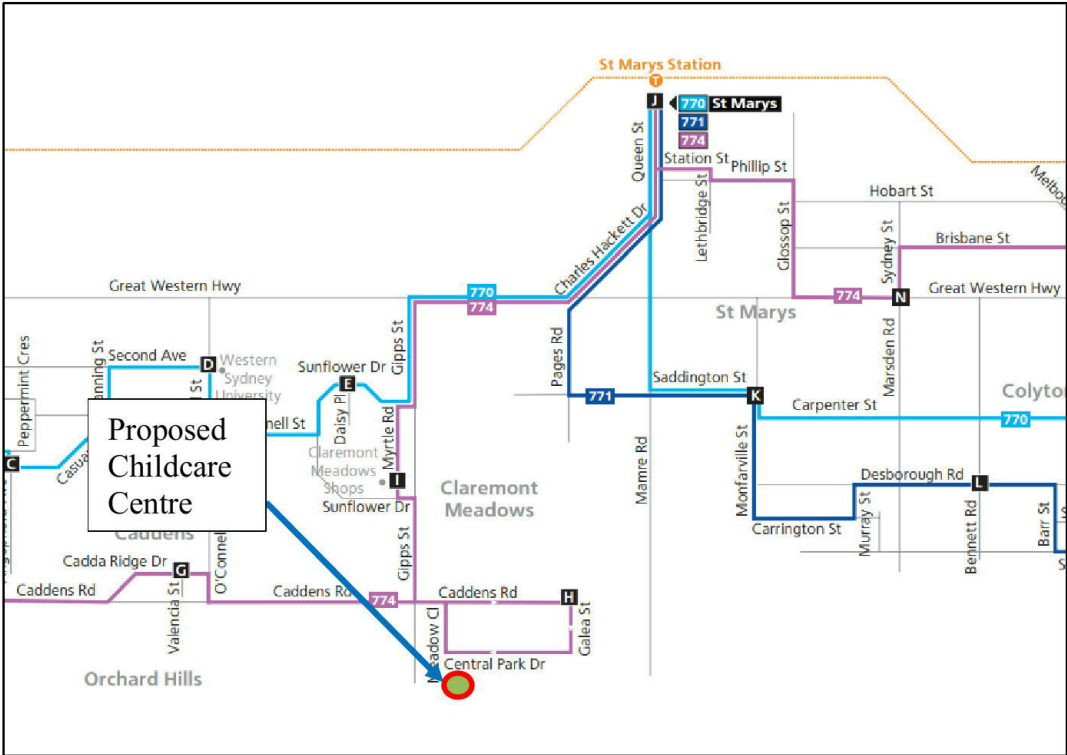 St Marys Station
T
J
770 St Marys
771
774
Queen St
Station St
Phillip St
Lethbridge St
Glossop St
Hobart St
Sydney St
Brisbane St
Charles Hackett Dr
Great Western Hwy
770
774
774
N
Great Western Hwy
St Marys
Gipps St
Pages Rd
Marsden Rd
Peppermint Cres
Second Ave
D
Western
Sydney
University
Sunflower Dr
E
Daisy Pl
Saddington St
K
771
Carpenter St
770
Myrtle Rd
Claremont
Meadows
Shops
I
Sunflower Dr
Claremont
Meadows
Mamre Rd
Monfarville St
Desborough Rd
L
Carrington St
Murray St
Bennett Rd
Barr St
Proposed
Childcare
Centre
C
Caddens
Gipps St
Cadda Ridge Dr
G
O'Connell
Caddens Rd
Valencia St
Caddens Rd
774
Caddens Rd
H
Galea St
Central Park Dr
Orchard Hills